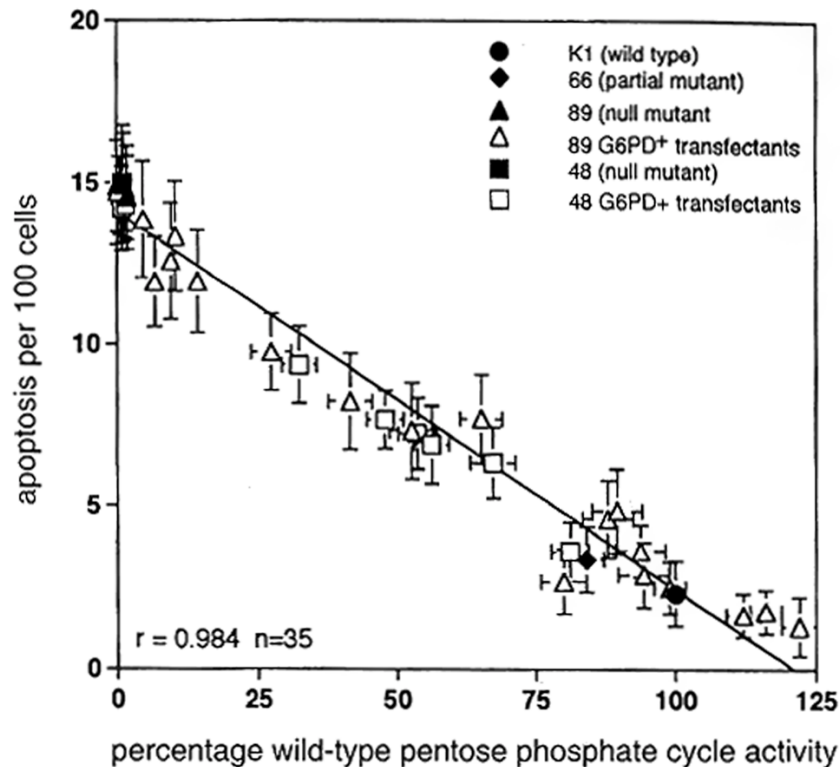 20
15
10
5
0
apoptosis per 100 cells
K1 (wild type)
66 (partial mutant)
89 (null mutant
89 G6PD+ transfectants
48 (null mutant)
48 G6PD+ transfectants
r = 0.984 n=35
0 25 50 75 100 125
percentage wild-type pentose phosphate cycle activity